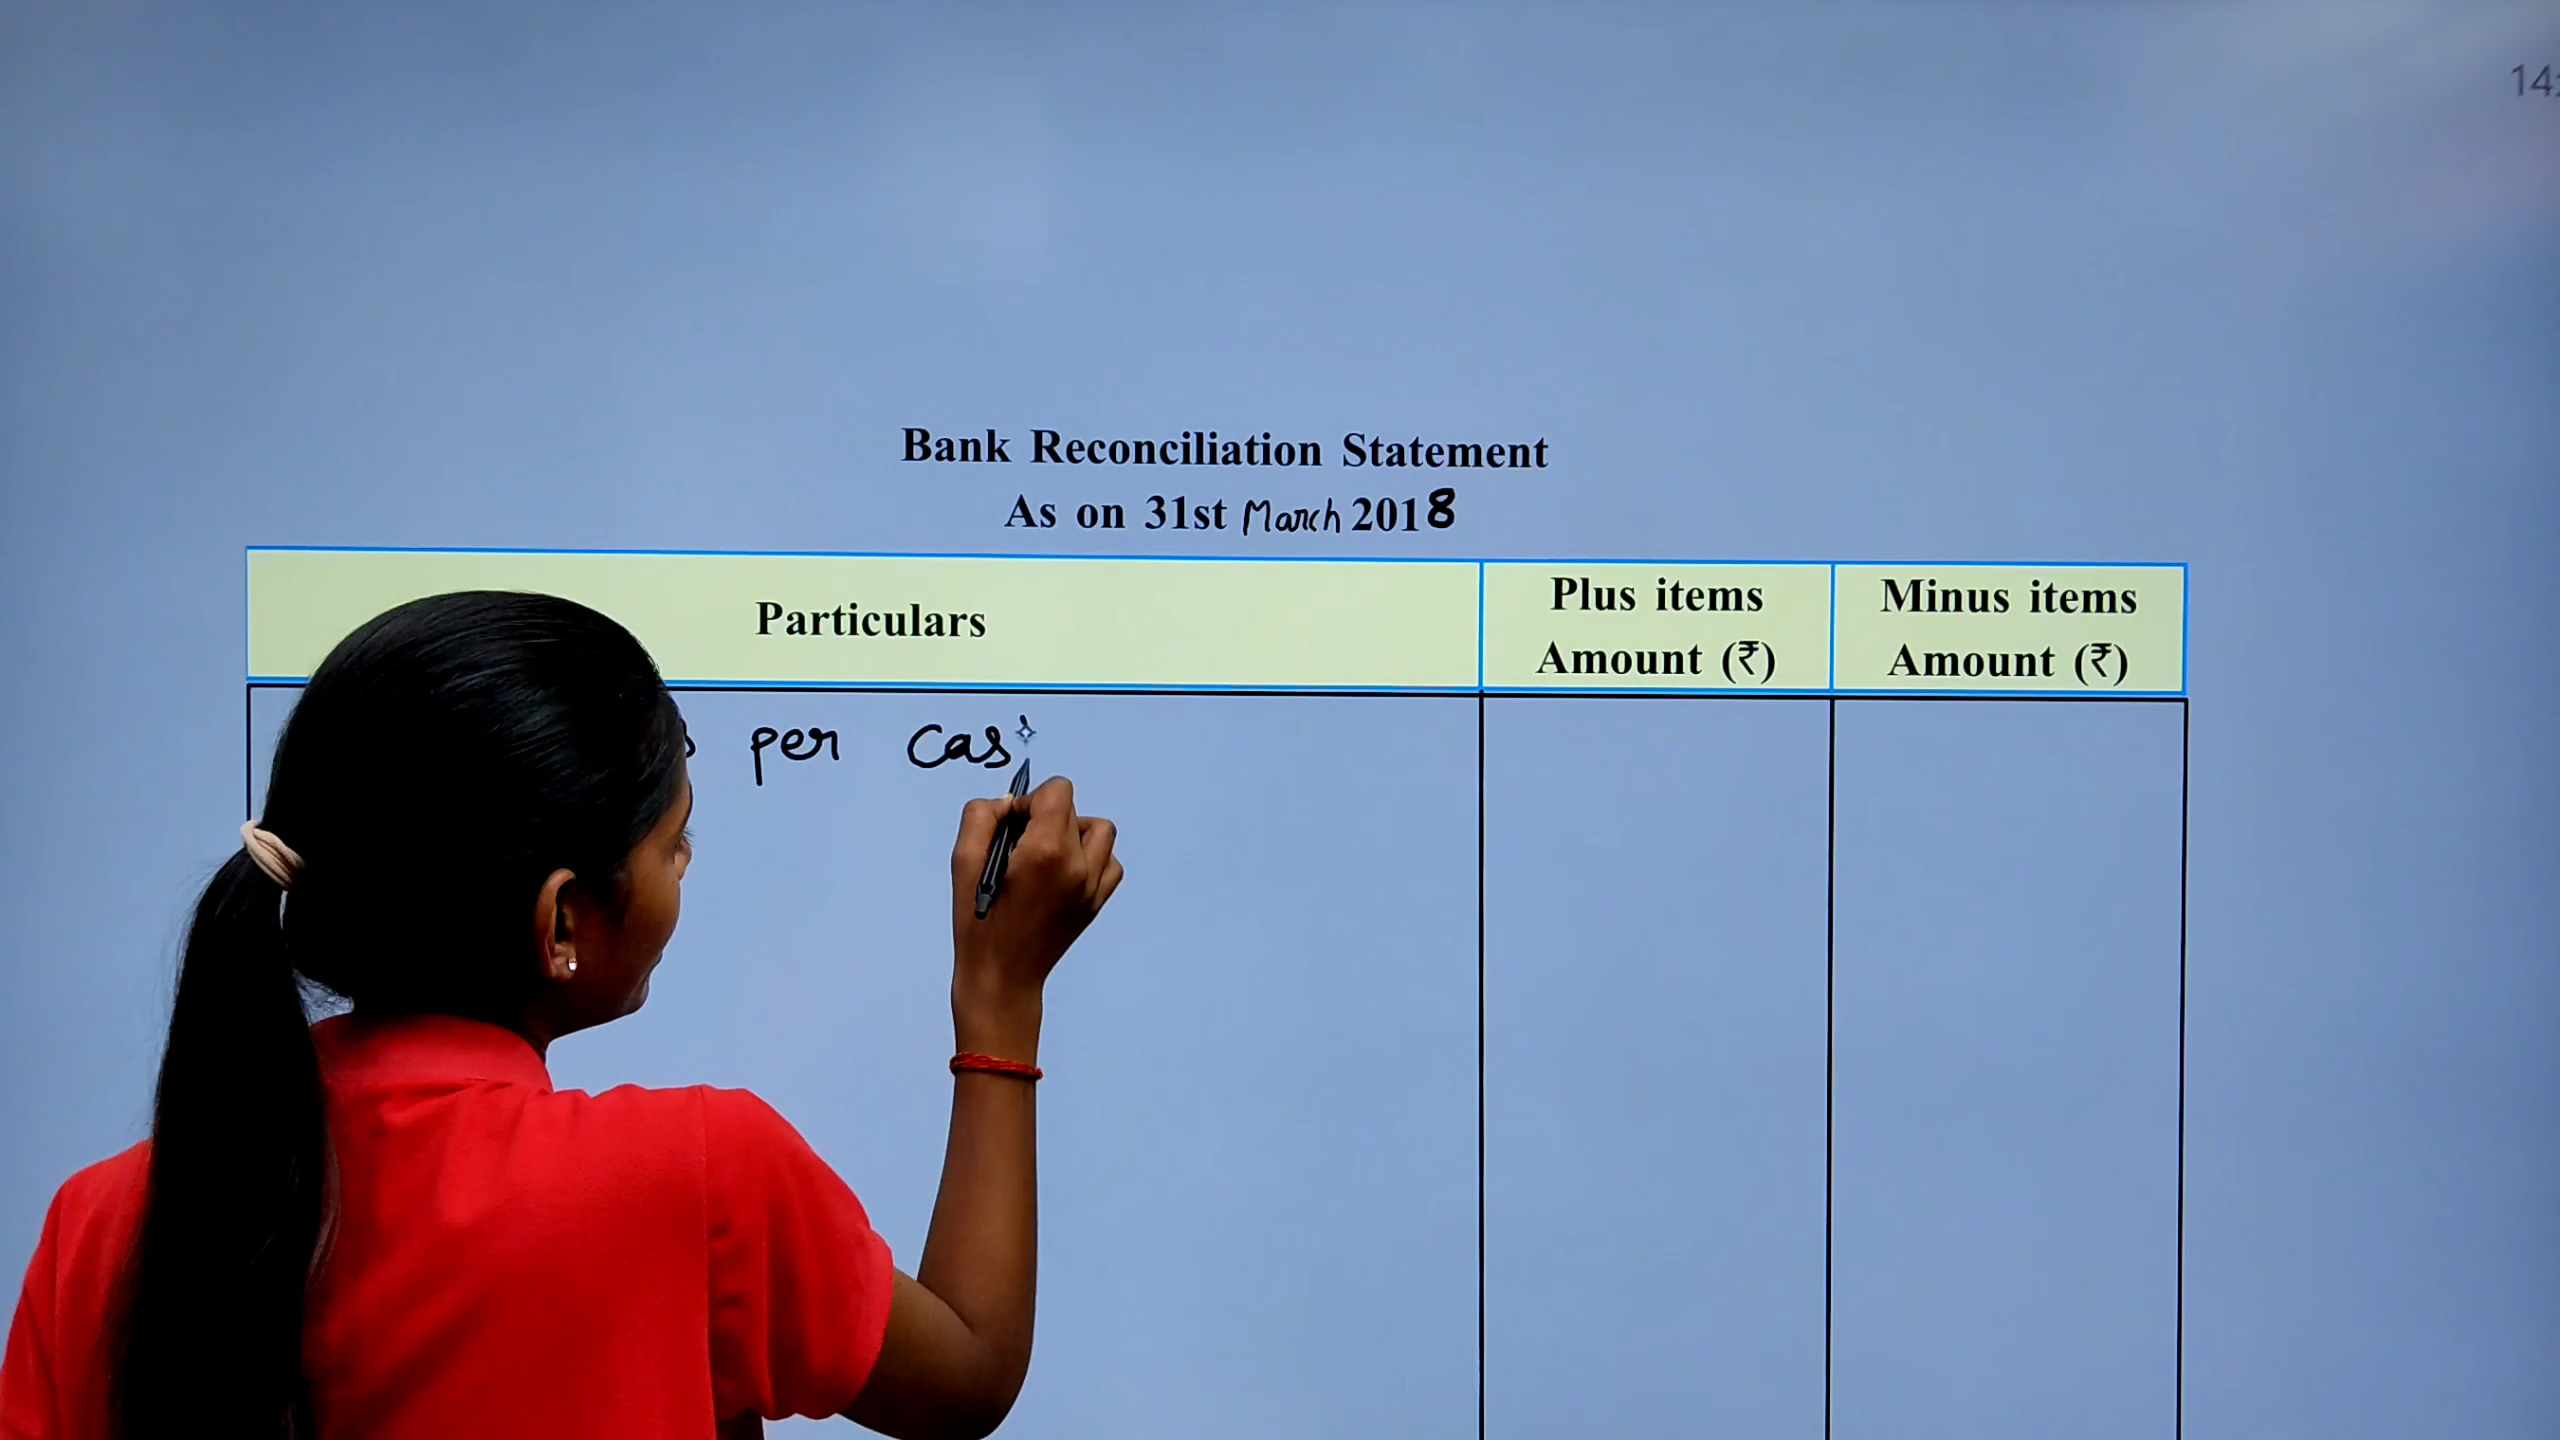 14:
Bank Reconciliation Statement
As on 31st March 2018
Particulars
Plus items
Amount (₹)
Minus items
Amount (₹)
per cas